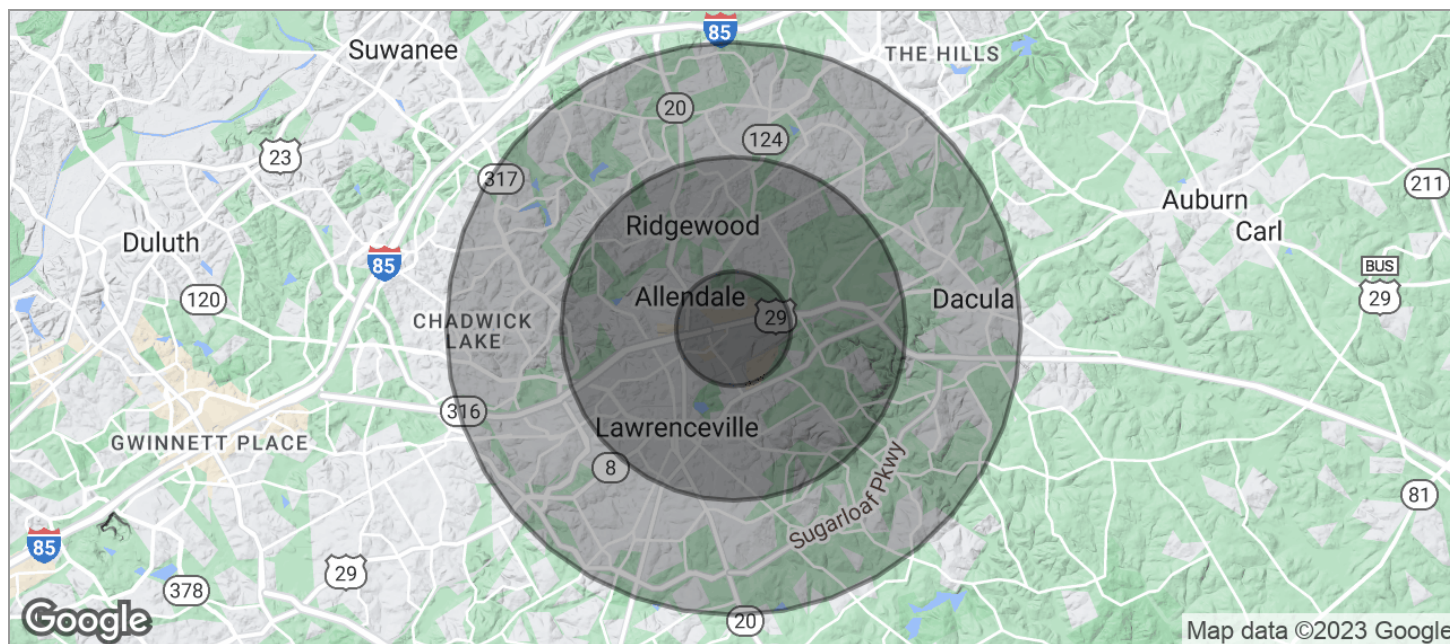 85
Suwanee
THE HILLS
20
124
23
317
211
Auburn
Ridgewood
Carl
Duluth
85
BUS
29
120
Allendale
Dacula
29
CHADWICK
LAKE
316
Lawrenceville
GWINNETT PLACE
8
Sugarloaf Pkwy
81
85
29
378
20
Google
Map data ©2023 Google